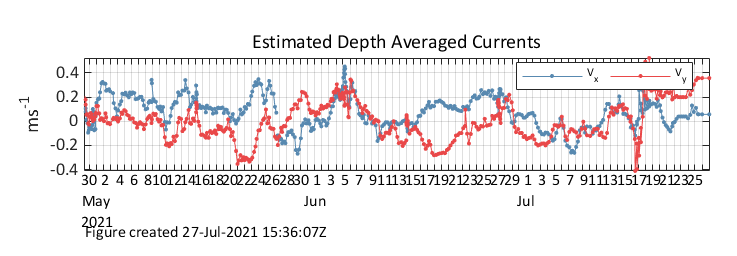 Estimated Depth Averaged Currents
Vx Vy
ms-1
0.4
0.2
0
-0.2
-0.4
30 2 4 6 8 10 12 14 16 18 20 22 24 26 28 30 1 3 5 7 9 11 13 15 17 19 21 23 25 27 29 1 3 5 7 9 11 13 15 17 19 21 23 25
May Jun Jul
2021
Figure created 27-Jul-2021 15:36:07Z